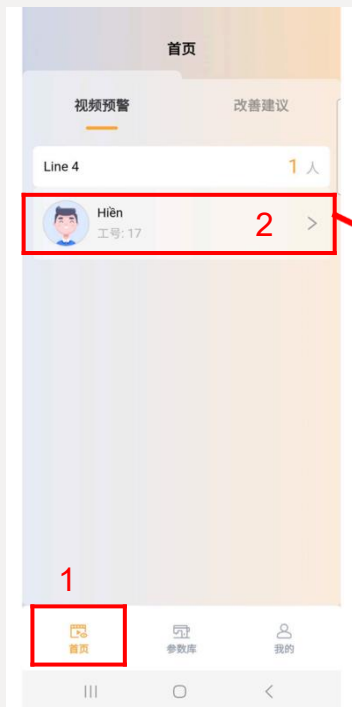 首页
视频预警
改善建议
Line 4
1 人
Hiền
工号: 17
2
1
首页
参数库
我的